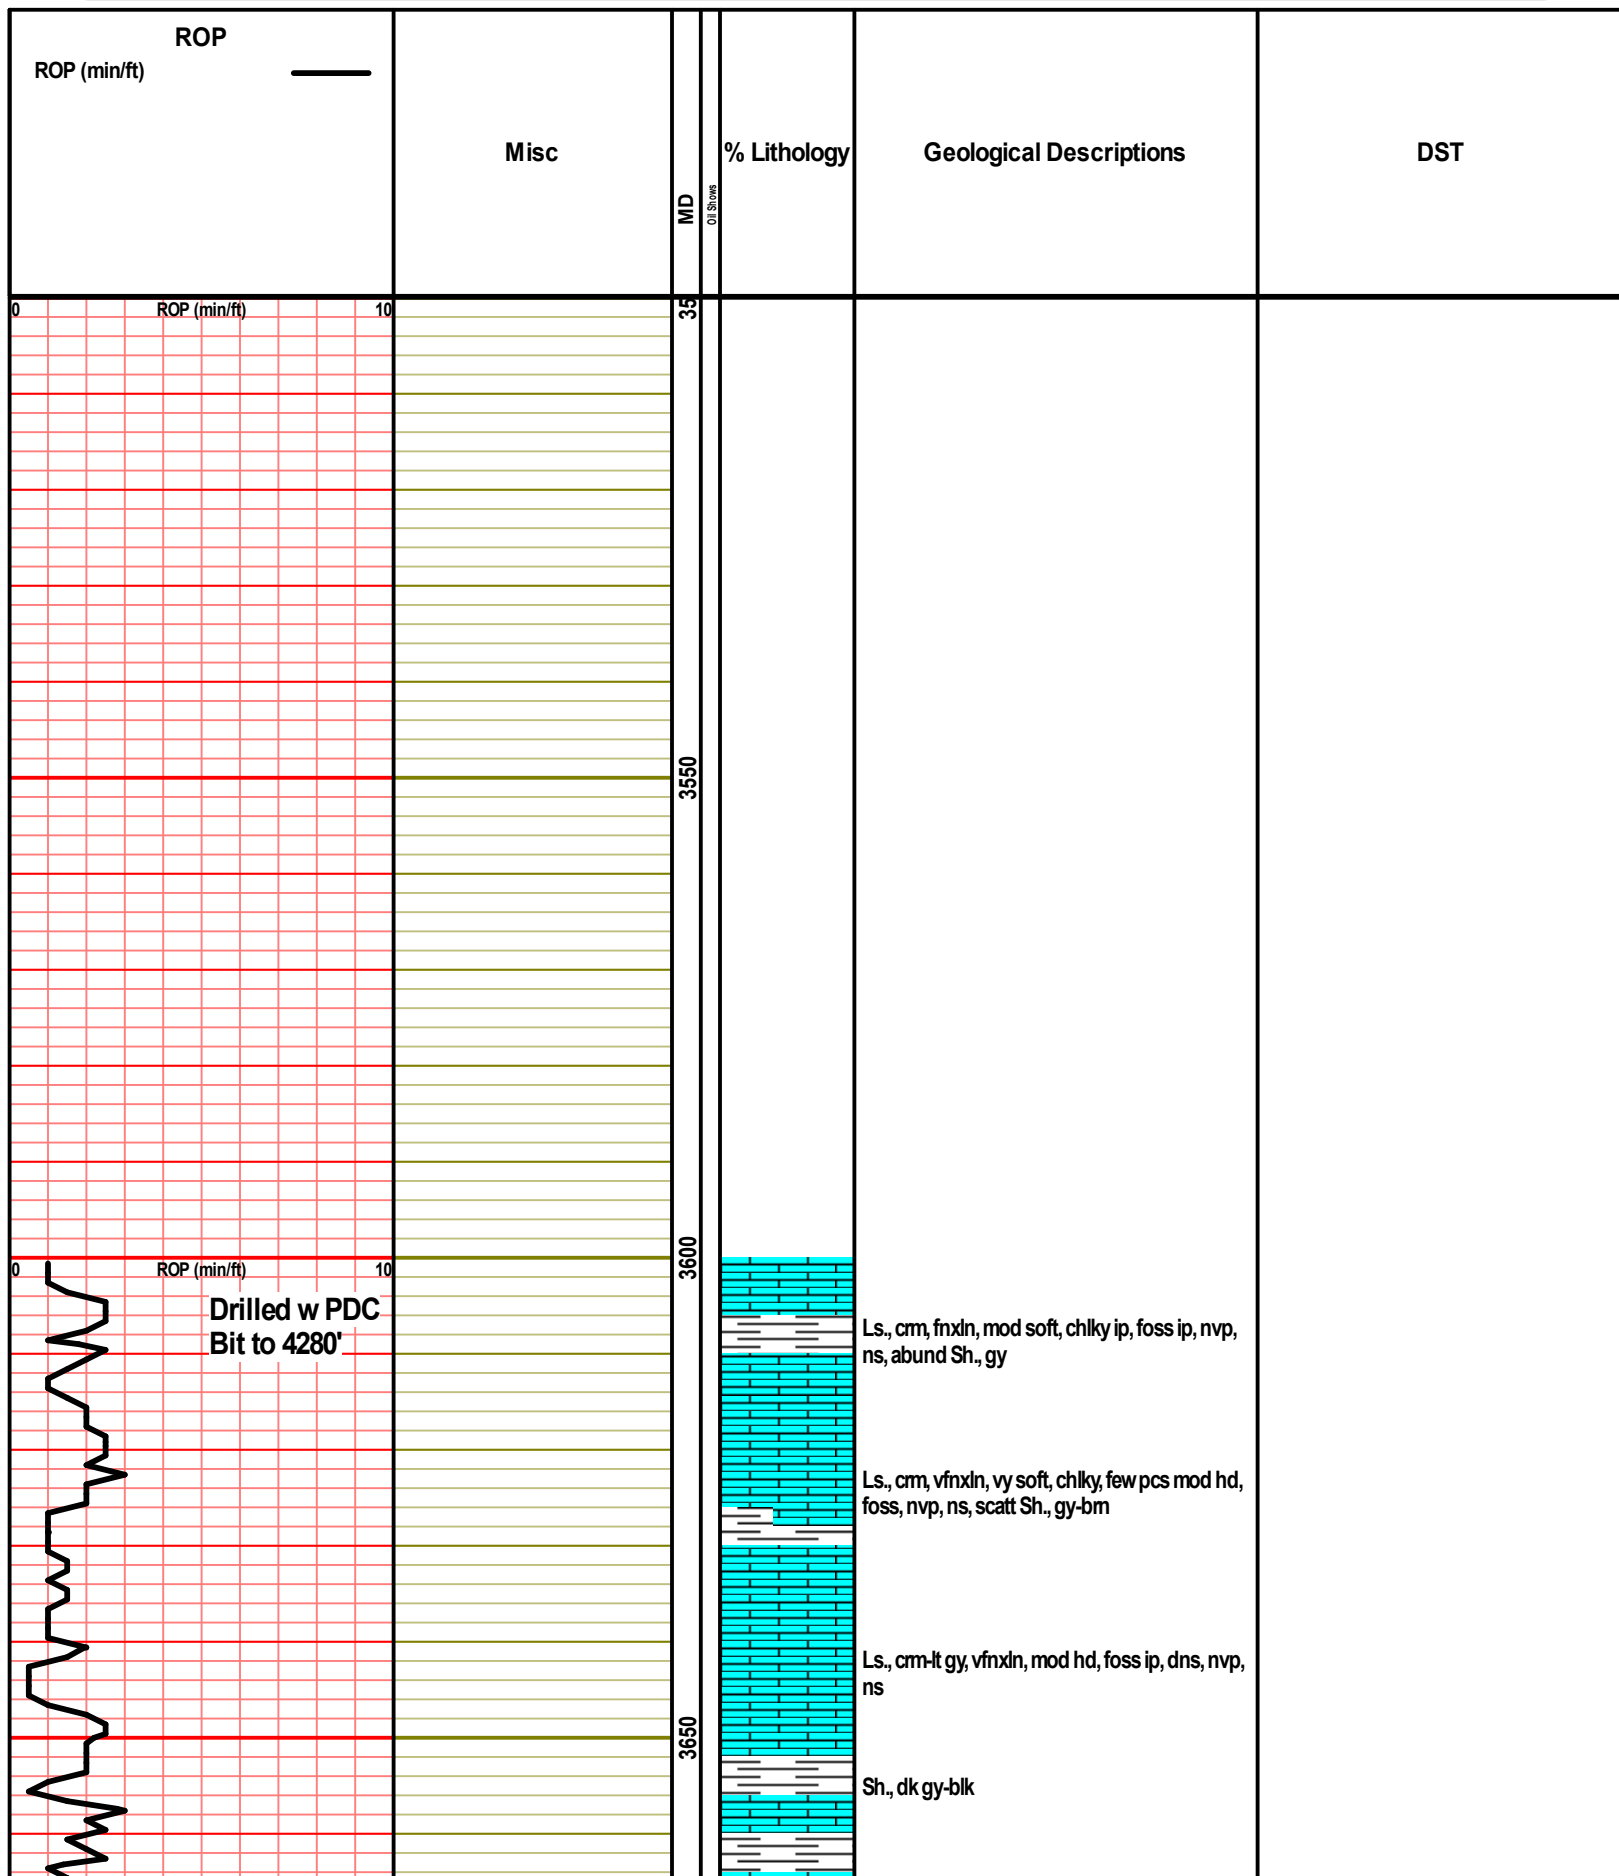 ROP
ROP (min/ft)
Misc
MD
Oil Shows
% Lithology
Geological Descriptions
DST
0 ROP (min/ft) 10
35
3550
3600
0 ROP (min/ft) 10
Drilled w PDC
Bit to 4280'
Ls., crm, fnxln, mod soft, chlky ip, foss ip, nvp,
ns, abund Sh., gy
Ls., crm, vfnxln, vy soft, chlky, few pcs mod hd,
foss, nvp, ns, scatt Sh., gy-brn
Ls., crm-lt gy, vfnxln, mod hd, foss ip, dns, nvp,
ns
3650
Sh., dk gy-blk